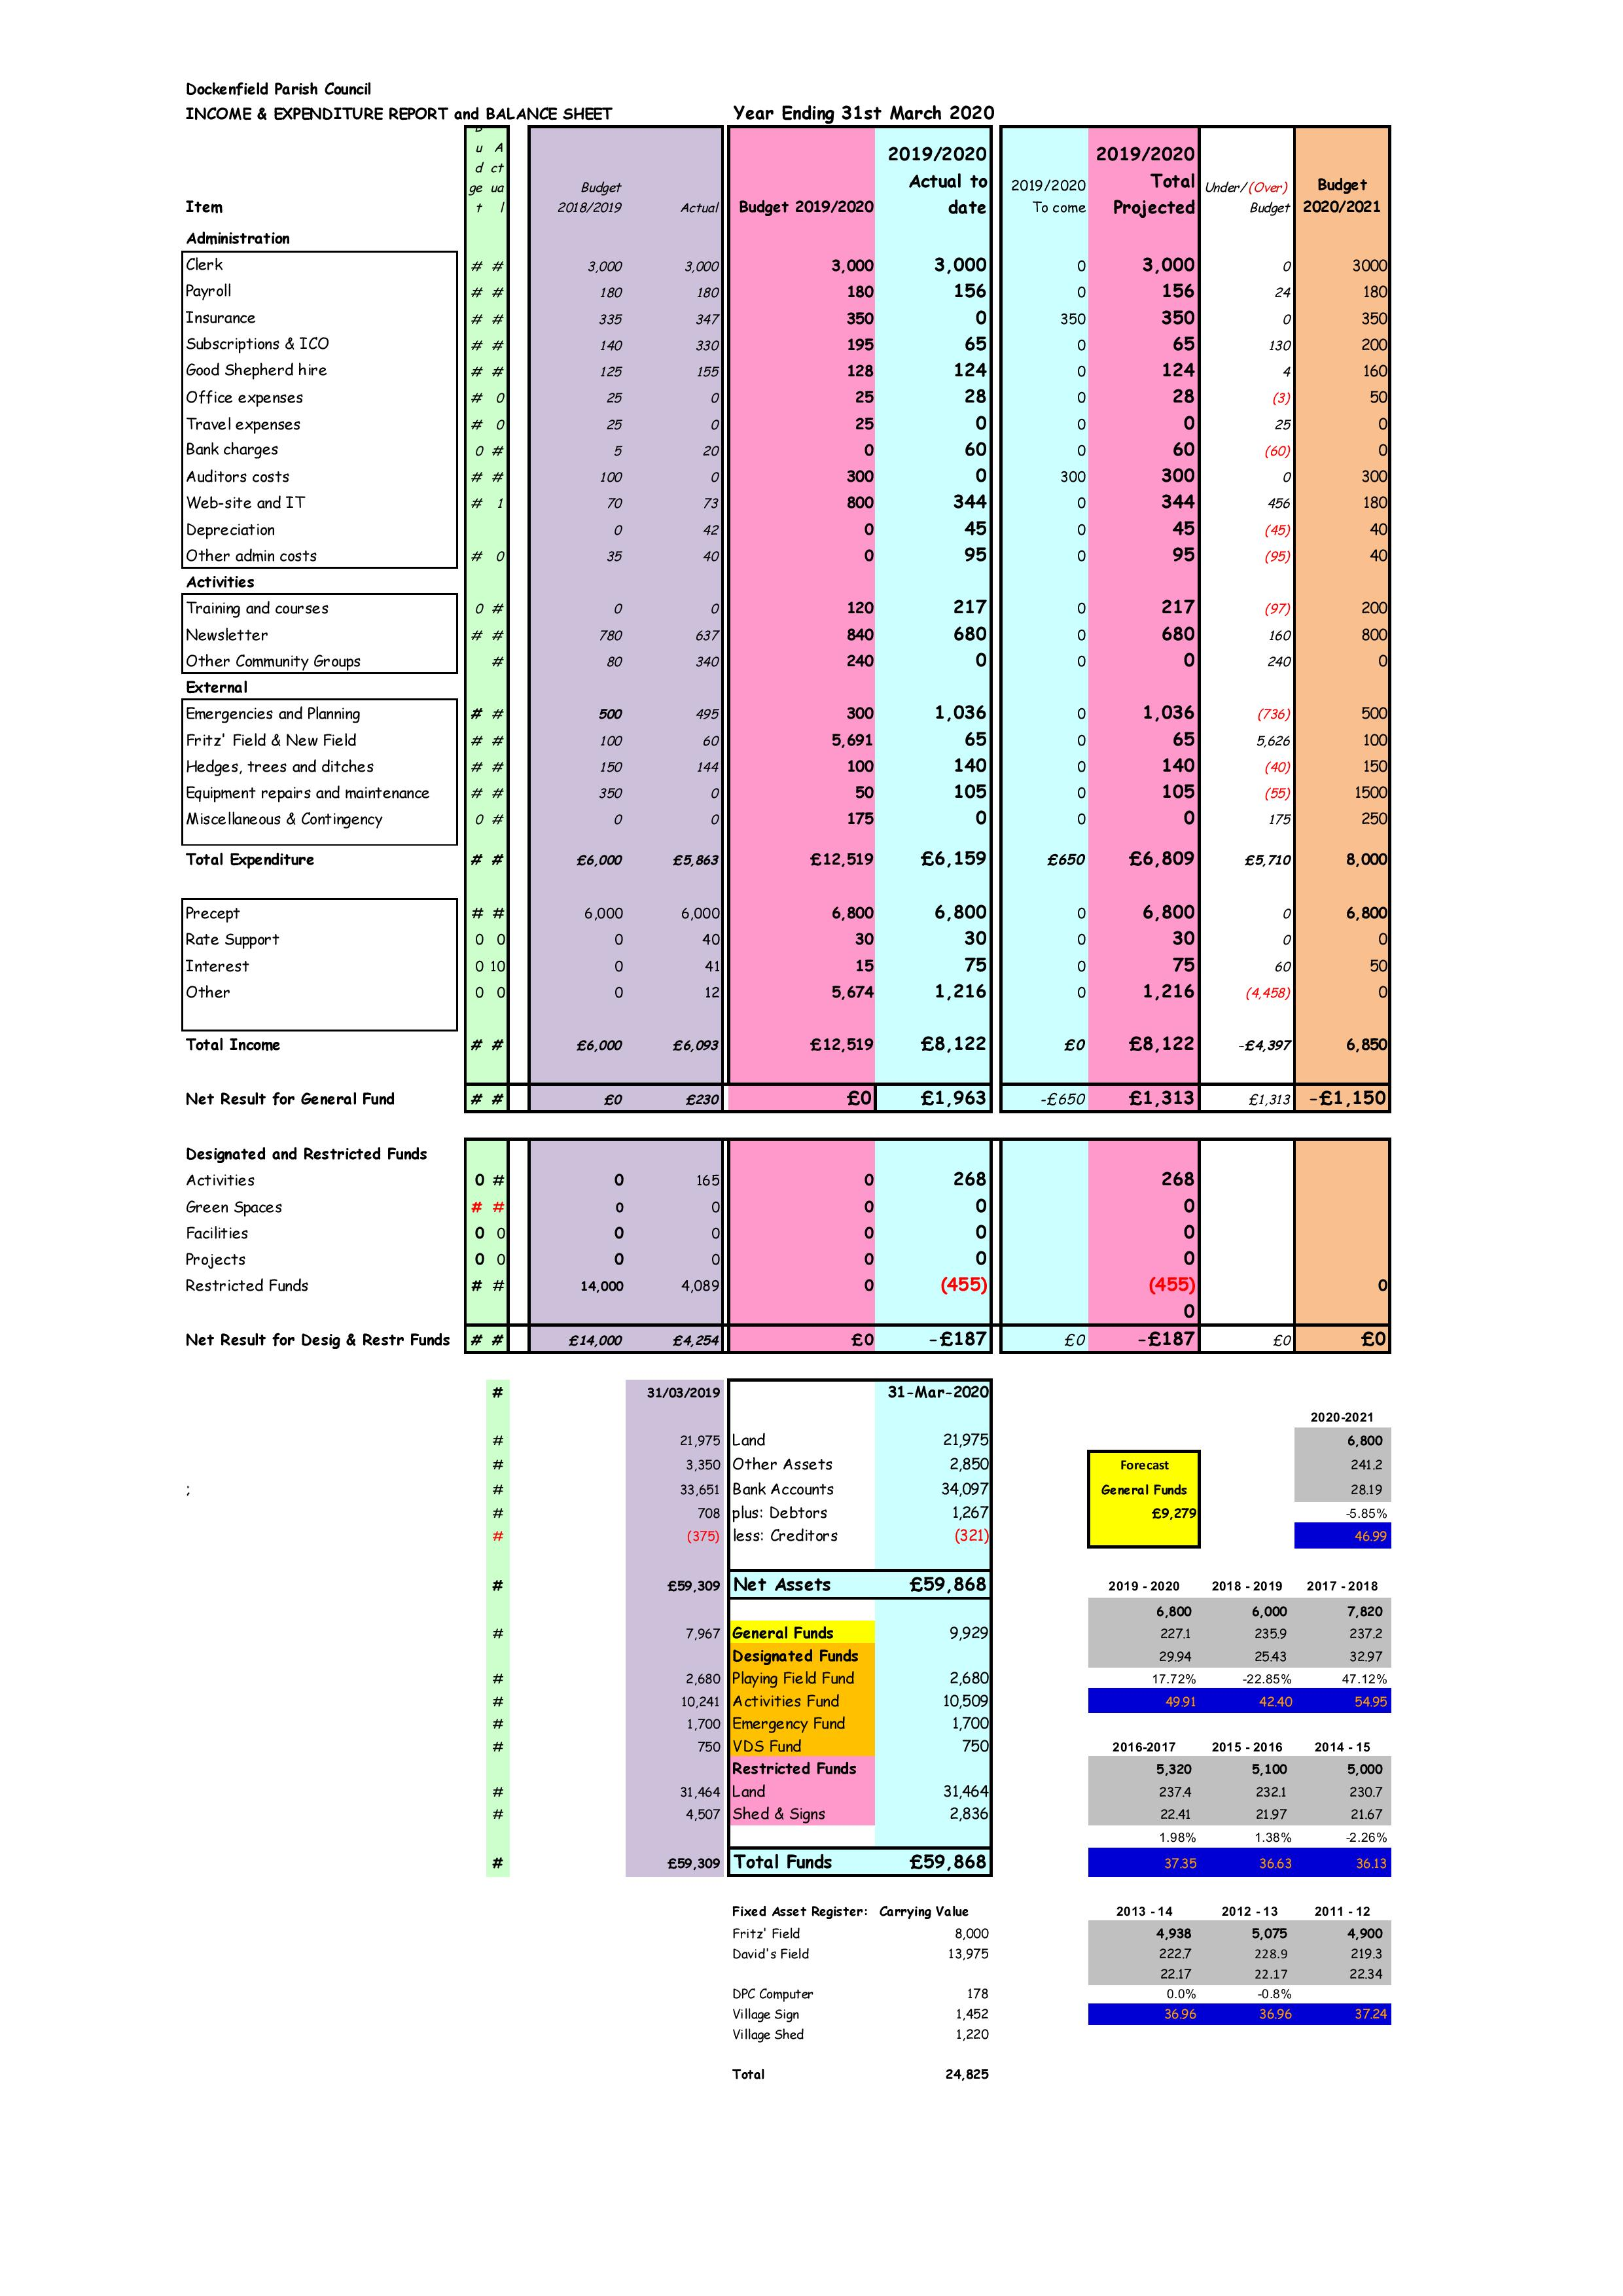 Dockenfield Parish Council
INCOME & EXPENDITURE REPORT and BALANCE SHEET Year Ending 31st March 2020
Item Budget Actual Budget 2018/2019 Actual Budget 2019/2020 2019/2020 Actual to date 2019/2020 To come 2019/2020 Total Projected Under/(Over) Budget Budget 2020/2021
Administration
Clerk # # 3,000 3,000 3,000 3,000 0 3,000 0 3000
Payroll # # 180 180 180 156 0 156 24 180
Insurance # # 335 347 350 0 350 350 0 350
Subscriptions & ICO # # 140 330 195 65 0 65 130 200
Good Shepherd hire # # 125 155 128 124 0 124 4 160
Office expenses # 0 25 0 25 28 0 28 (3) 50
Travel expenses # 0 25 0 25 0 0 0 25 0
Bank charges 0 # 5 20 0 60 0 60 (60) 0
Auditors costs # # 100 0 300 0 300 300 0 300
Web-site and IT # 1 70 73 800 344 0 344 456 180
Depreciation 0 42 0 45 0 45 (45) 40
Other admin costs # 0 35 40 0 95 0 95 (95) 40
Activities
Training and courses 0 # 0 0 120 217 0 217 (97) 200
Newsletter # # 780 637 840 680 0 680 160 800
Other Community Groups # 80 340 240 0 0 0 240 0
External
Emergencies and Planning # # 500 495 300 1,036 0 1,036 (736) 500
Fritz' Field & New Field # # 100 60 5,691 65 0 65 5,626 100
Hedges, trees and ditches # # 150 144 100 140 0 140 (40) 150
Equipment repairs and maintenance # # 350 0 50 105 0 105 (55) 1500
Miscellaneous & Contingency 0 # 0 0 175 0 0 0 175 250
Total Expenditure # # £6,000 £5,863 £12,519 £6,159 £650 £6,809 £5,710 8,000
Precept # # 6,000 6,000 6,800 6,800 0 6,800 0 6,800
Rate Support 0 0 0 40 30 30 0 30 0 0
Interest 0 10 0 41 15 75 0 75 60 50
Other 0 0 0 12 5,674 1,216 0 1,216 (4,458) 0
Total Income # # £6,000 £6,093 £12,519 £8,122 £0 £8,122 -£4,397 6,850
Net Result for General Fund # # £0 £230 £0 £1,963 -£650 £1,313 £1,313 -£1,150
Designated and Restricted Funds
Activities 0 # 0 165 0 268 268
Green Spaces # # 0 0 0 0 0
Facilities 0 0 0 0 0 0 0
Projects 0 0 0 0 0 0 0
Restricted Funds # # 14,000 4,089 0 (455) (455) 0
0
Net Result for Desig & Restr Funds # # £14,000 £4,254 £0 -£187 £0 -£187 £0 £0
# 31/03/2019 31-Mar-2020
2020-2021
# 21,975 Land 21,975 6,800
# 3,350 Other Assets 2,850 Forecast 241.2
; # 33,651 Bank Accounts 34,097 General Funds 28.19
# 708 plus: Debtors 1,267 £9,279 -5.85%
# (375) less: Creditors (321) 46.99
# £59,309 Net Assets £59,868 2019 - 2020 2018 - 2019 2017 - 2018
6,800 6,000 7,820
# 7,967 General Funds 9,929 227.1 235.9 237.2
Designated Funds 29.94 25.43 32.97
# 2,680 Playing Field Fund 2,680 17.72% -22.85% 47.12%
# 10,241 Activities Fund 10,509 49.91 42.40 54.95
# 1,700 Emergency Fund 1,700
# 750 VDS Fund 750 2016-2017 2015 - 2016 2014 - 15
Restricted Funds 5,320 5,100 5,000
# 31,464 Land 31,464 237.4 232.1 230.7
# 4,507 Shed & Signs 2,836 22.41 21.97 21.67
1.98% 1.38% -2.26%
# £59,309 Total Funds £59,868 37.35 36.63 36.13
Fixed Asset Register: Carrying Value 2013 - 14 2012 - 13 2011 - 12
Fritz' Field 8,000 4,938 5,075 4,900
David's Field 13,975 222.7 228.9 219.3
22.17 22.17 22.34
DPC Computer 178 0.0% -0.8%
Village Sign 1,452 36.96 36.96 37.24
Village Shed 1,220
Total 24,825